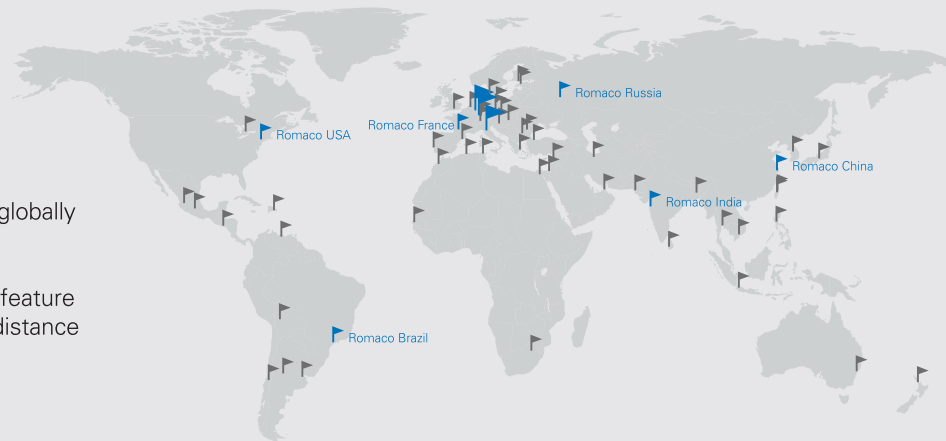 globally
feature
distance
Romaco USA
Romaco France
Romaco Russia
Romaco China
Romaco India
Romaco Brazil